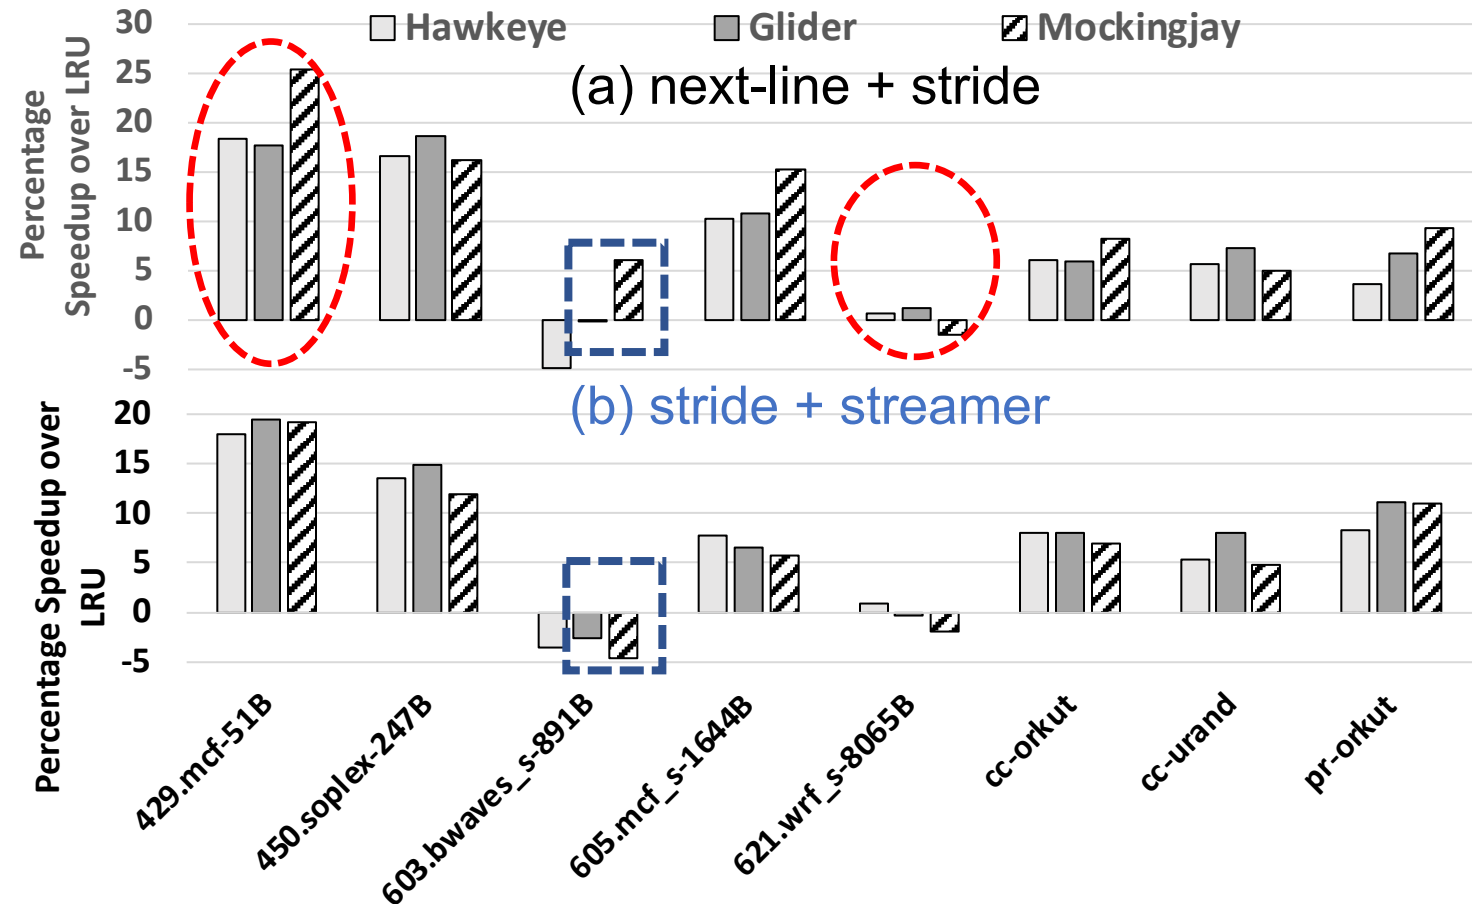 Hawkeye Glider Mockingjay
(a) next-line + stride
Percentage
Speedup over LRU
30
25
20
15
10
5
0
-5
(b) stride + streamer
Percentage Speedup over
LRU
20
15
10
5
0
-5
429.mcf-51B
450.soplex-247B
603.bwaves_s-891B
605.mcf_s-1644B
621.wrf_s-8065B
cc-orkut
cc-urand
pr-orkut